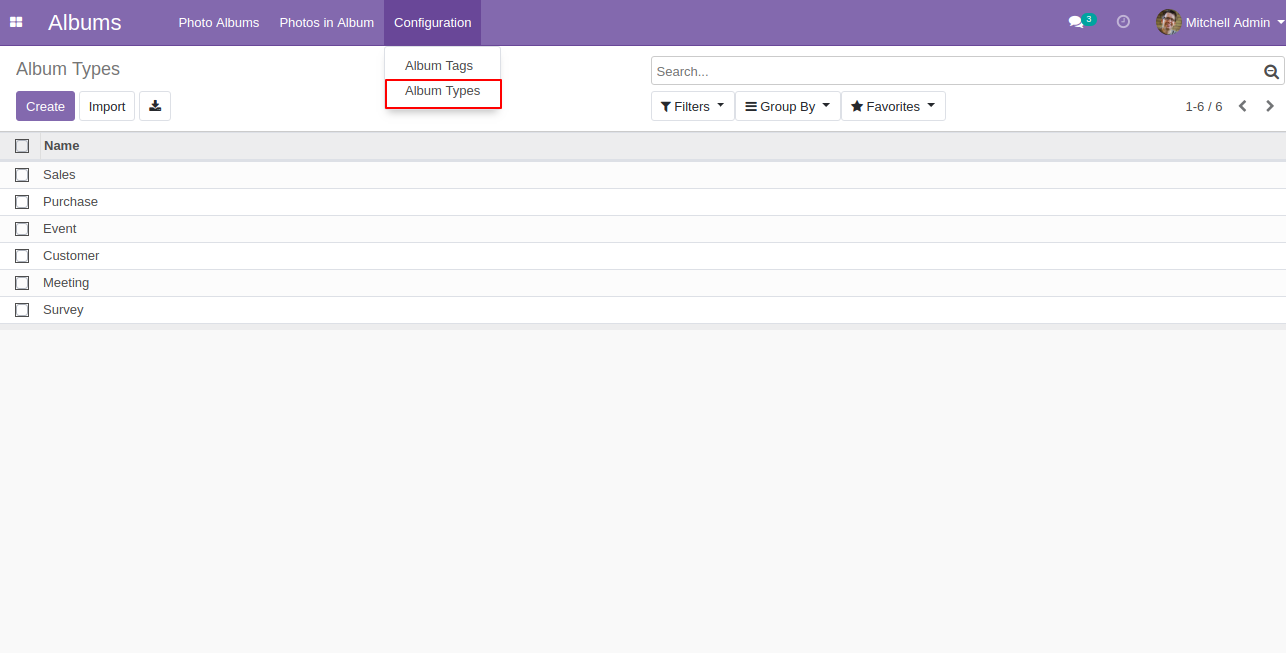 Albums Photo Albums Photos in Album Configuration 3 Mitchell Admin
Album Tags
Album Types
Album Types
Search...
Create Import Filters Group By Favorites 1-6 / 6
Name
Sales
Purchase
Event
Customer
Meeting
Survey